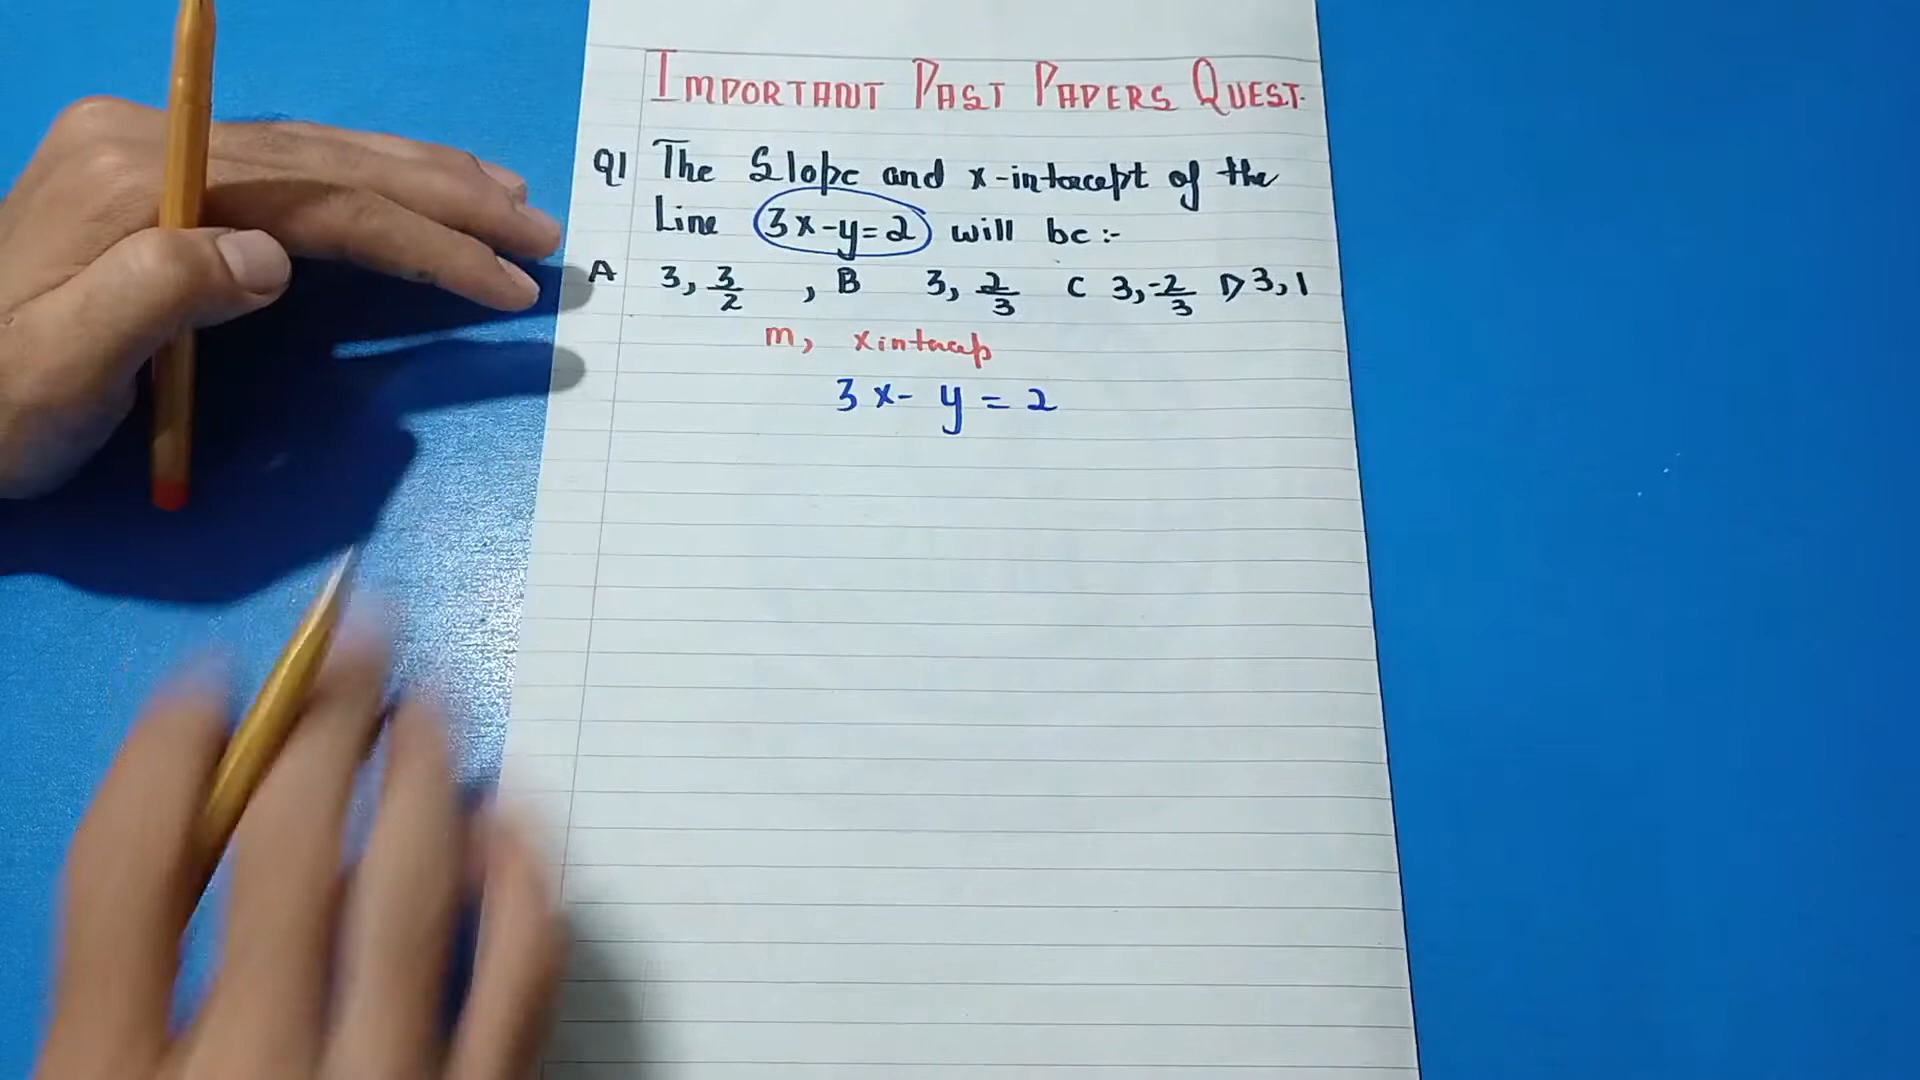 IMPORTANT PAST PAPERS QUEST.
Q1 The Slope and x-intercept of the
Line 3x-y=2 will be:-
A 3, 3/2 , B 3, 2/3 C 3, -2/3 D 3, 1
m, x intercep
3x - y = 2